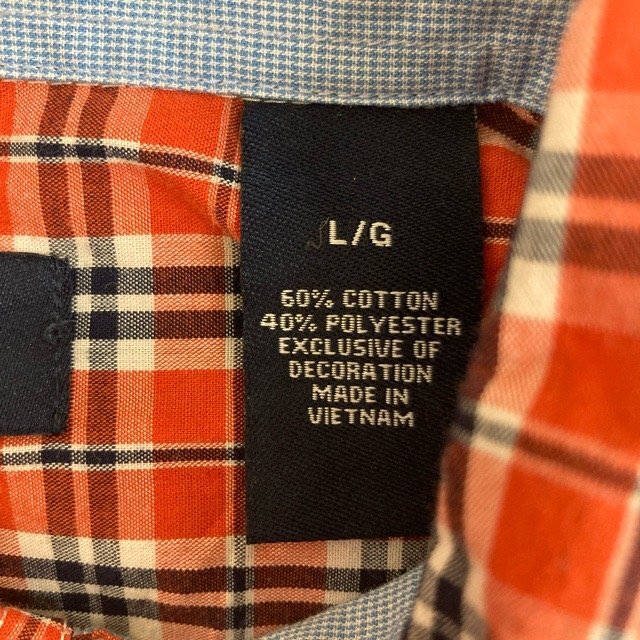 L/G
60% COTTON
40% POLYESTER
EXCLUSIVE OF
DECORATION
MADE IN
VIETNAM